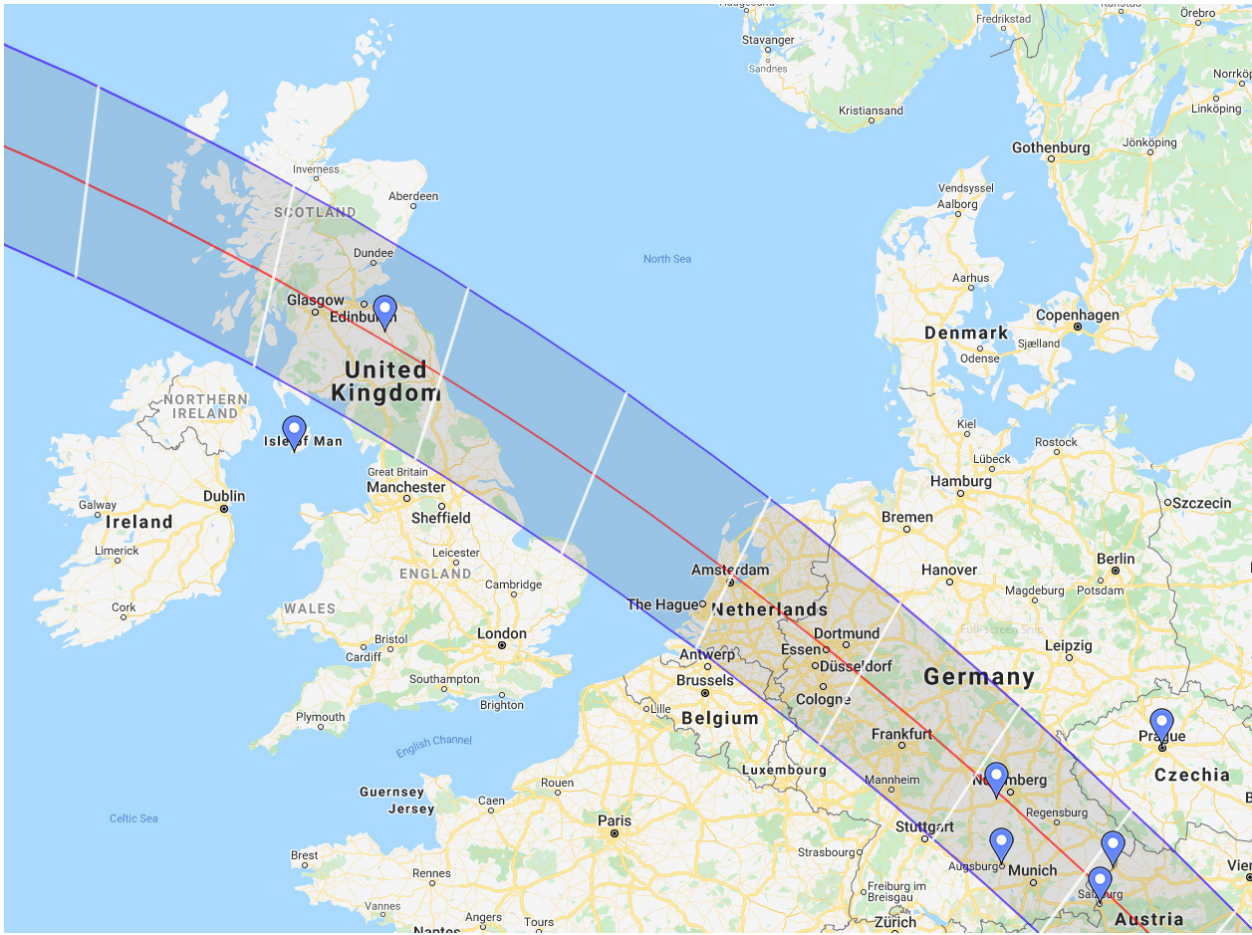 Stavanger
Sandnes
Fredrikstad
Örebro
Kristiansand
Linköping
Gothenburg
Jönköping
Inverness
Aberdeen
SCOTLAND
Vendsyssel
Aalborg
Dundee
North Sea
Aarhus
Glasgow
Copenhagen
Denmark
Sjælland
Odense
United
Kingdom
NORTHERN
IRELAND
Isle of Man
Kiel
Rostock
Lübeck
Great Britain
Hamburg
Manchester
Dublin
Galway
Ireland
Sheffield
Szczecin
Bremen
Limerick
Leicester
ENGLAND
Berlin
Amsterdam
Hanover
Cambridge
Magdeburg
Potsdam
WALES
The Hague
Netherlands
Cork
London
Bristol
Cardiff
Dortmund
Full-screen Snip
Leipzig
Antwerp
Essen
Düsseldorf
Southampton
Brighton
Brussels
Germany
Lille
Belgium
Cologne
Plymouth
English Channel
Frankfurt
Prague
Luxembourg
Czechia
Guernsey
Jersey
Rouen
Caen
Mannheim
Nuremberg
Celtic Sea
Paris
Regensburg
Stuttgart
Brest
Strasbourg
Rennes
Augsburg
Munich
Freiburg im
Breisgau
Salzburg
Vannes
Angers
Tours
Zürich
Austria